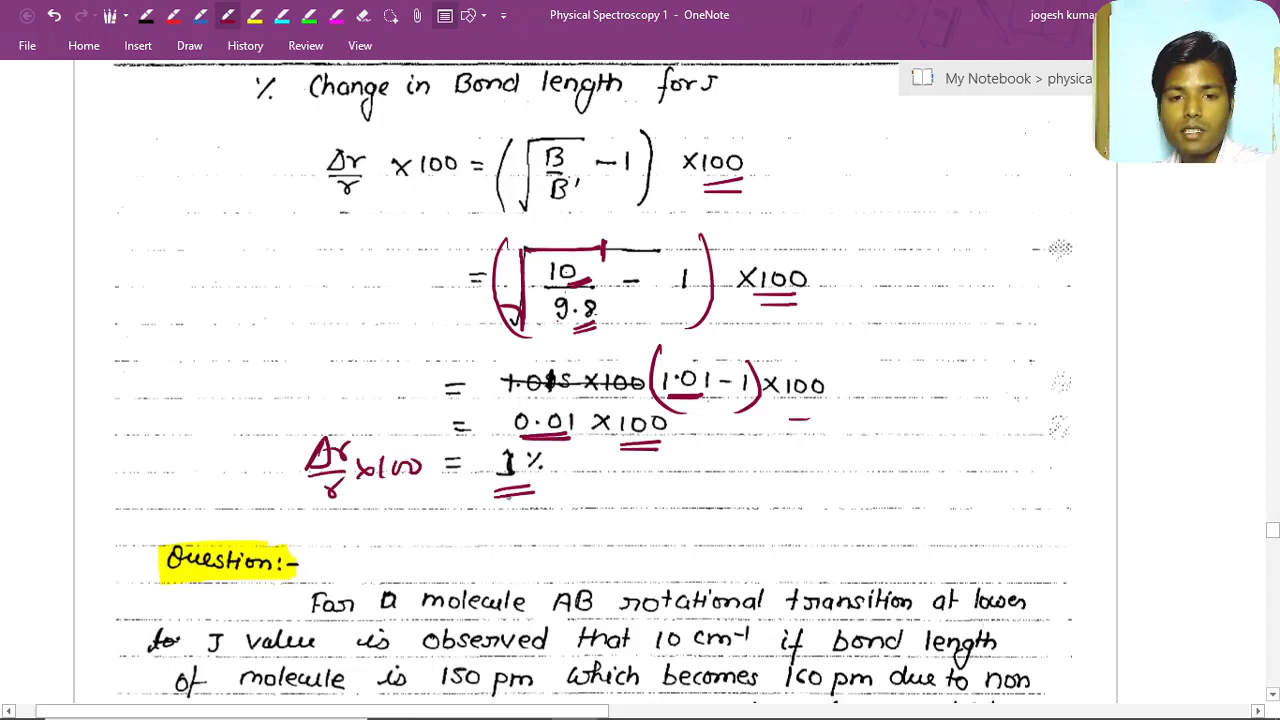 Physical Spectroscopy 1 - OneNote
jogesh kumar
File Home Insert Draw History Review View
My Notebook > physica
% Change in Bond length for J
Δr/r × 100 = (√(B/B') - 1) × 100
= (√(10/9.8) - 1) × 100
= (1.01 - 1) × 100
= 0.01 × 100
Δr/r × 100 = 1 %
Question:-
For a molecule AB rotational transition at lower
to J value is observed that 10 cm⁻¹ if bond length
of molecule is 150 pm which becomes 160 pm due to non